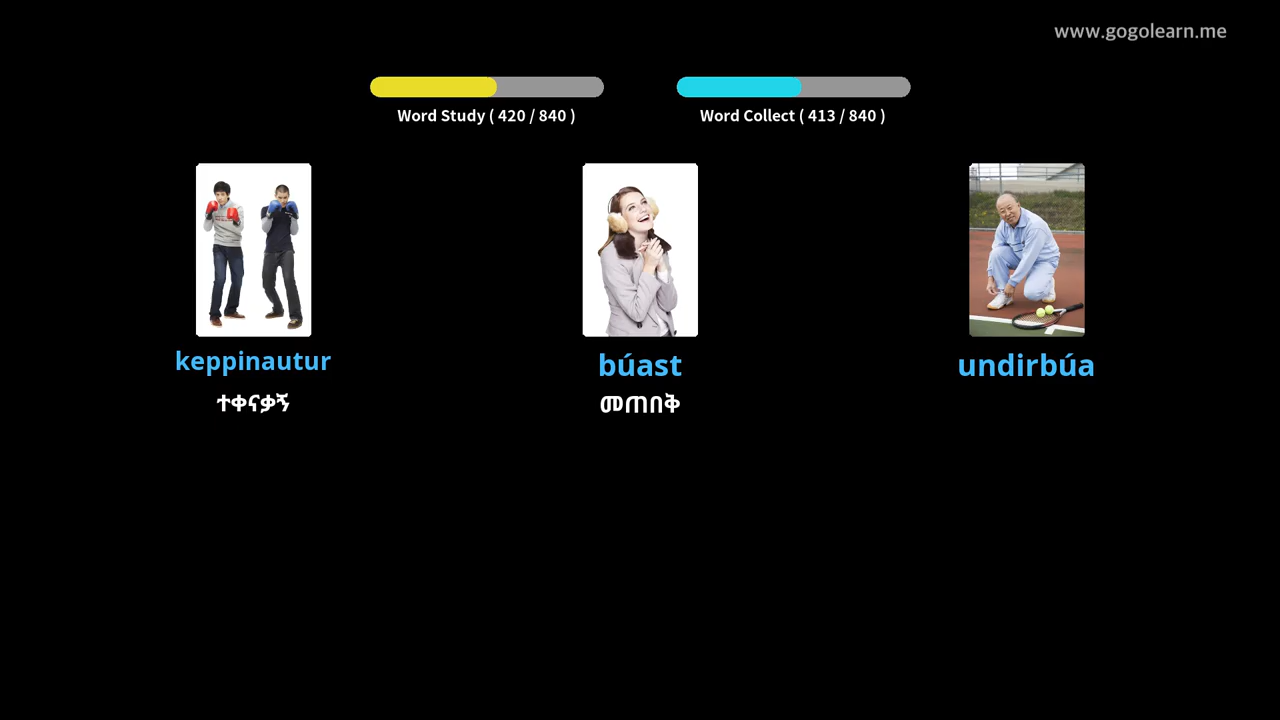 www.gogolearn.me
Word Study ( 420 / 840 )
Word Collect ( 413 / 840 )
keppinautur
búast
undirbúa
ተቀናቃኝ
መጠበቅ